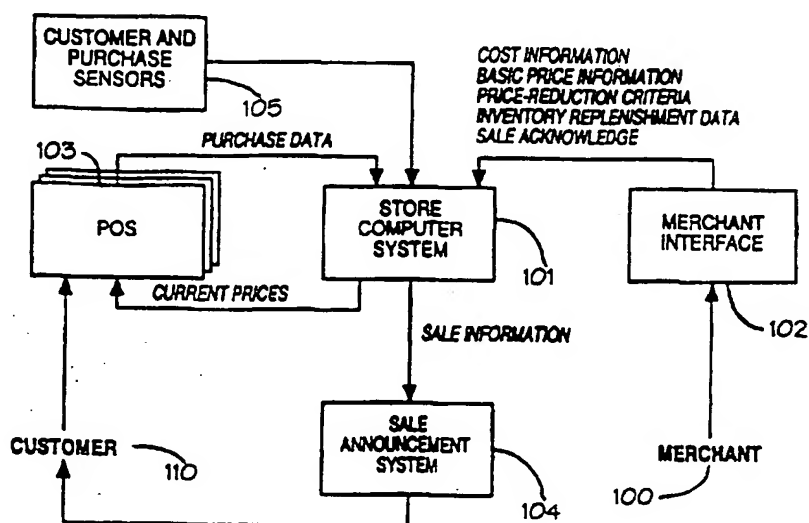 CUSTOMER AND
PURCHASE
SENSORS
105
COST INFORMATION
BASIC PRICE INFORMATION
PRICE-REDUCTION CRITERIA
INVENTORY REPLENISHMENT DATA
SALE ACKNOWLEDGE
103
PURCHASE DATA
POS
STORE
COMPUTER
SYSTEM
101
MERCHANT
INTERFACE
102
CURRENT PRICES
SALE INFORMATION
CUSTOMER
110
SALE
ANNOUNCEMENT
SYSTEM
104
MERCHANT
100